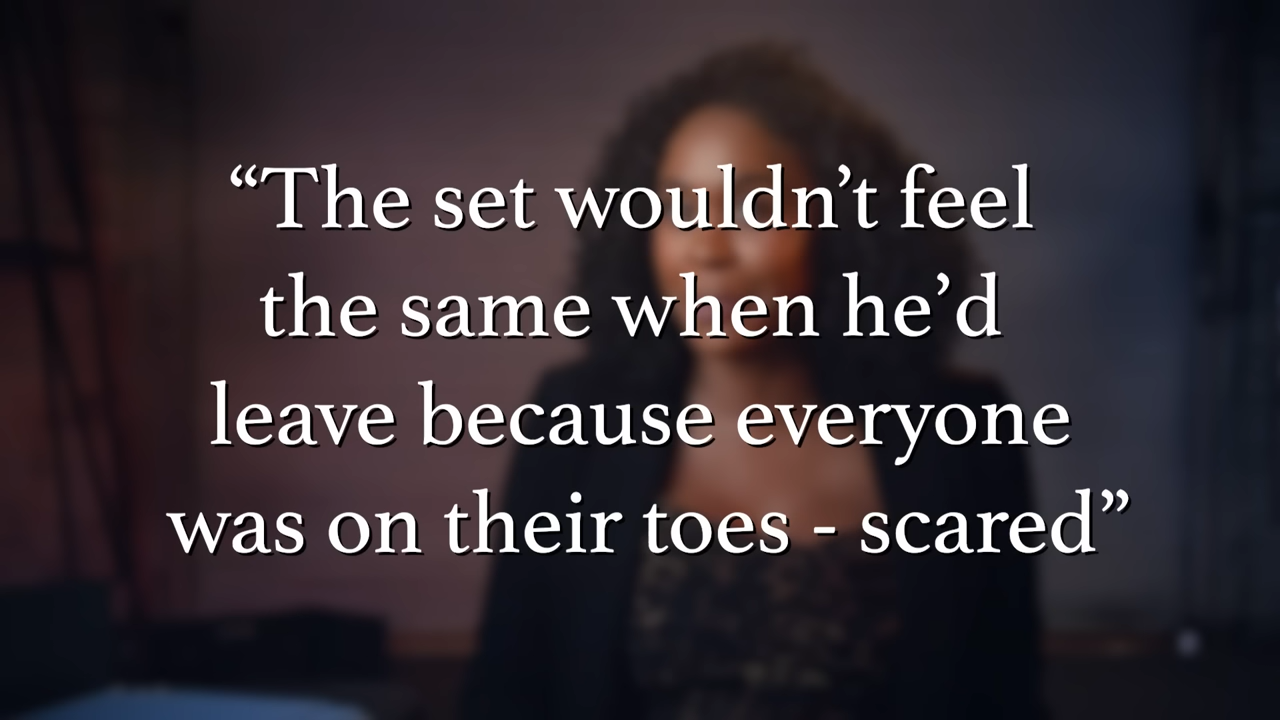 “The set wouldn’t feel
the same when he’d
leave because everyone
was on their toes - scared”